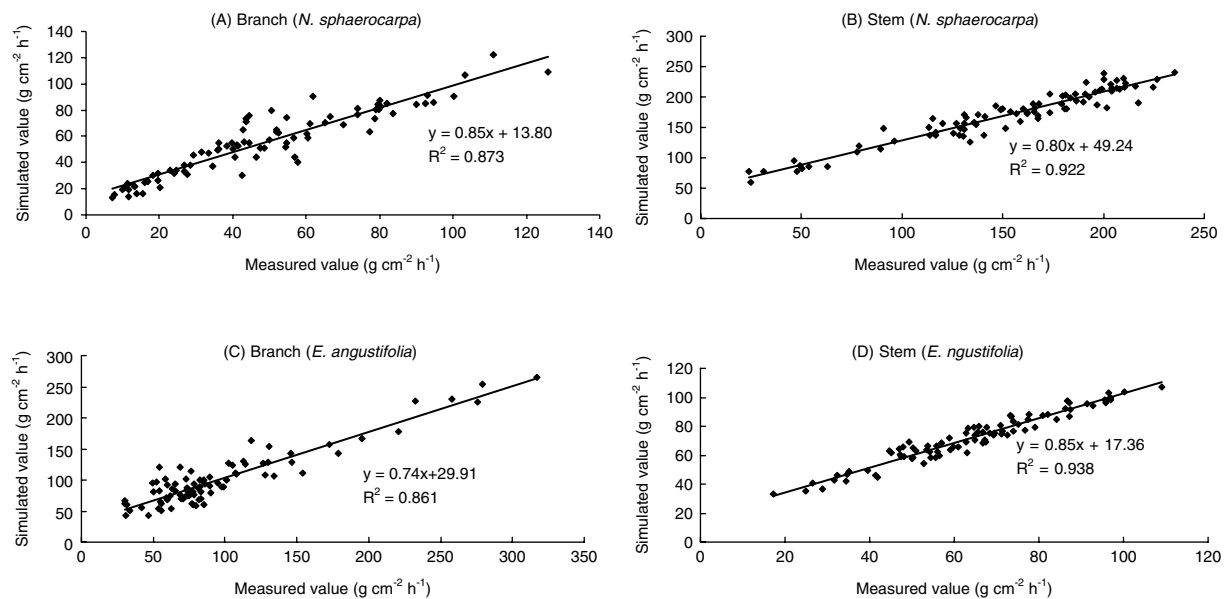 (A) Branch (N. sphaerocarpa)
Simulated value (g cm⁻² h⁻¹)
140
120
100
80
60
40
20
0
y = 0.85x + 13.80
R² = 0.873
0 20 40 60 80 100 120 140
Measured value (g cm⁻² h⁻¹)
(B) Stem (N. sphaerocarpa)
Simulated value (g cm⁻² h⁻¹)
300
250
200
150
100
50
0
y = 0.80x + 49.24
R² = 0.922
0 50 100 150 200 250
Measured value (g cm⁻² h⁻¹)
(C) Branch (E. angustifolia)
Simulated value (g cm⁻² h⁻¹)
300
250
200
150
100
50
0
y = 0.74x+29.91
R² = 0.861
0 50 100 150 200 250 300 350
Measured value (g cm⁻² h⁻¹)
(D) Stem (E. ngustifolia)
Simulated value (g cm⁻² h⁻¹)
120
100
80
60
40
20
0
y = 0.85x + 17.36
R² = 0.938
0 20 40 60 80 100 120
Measured value (g cm⁻² h⁻¹)